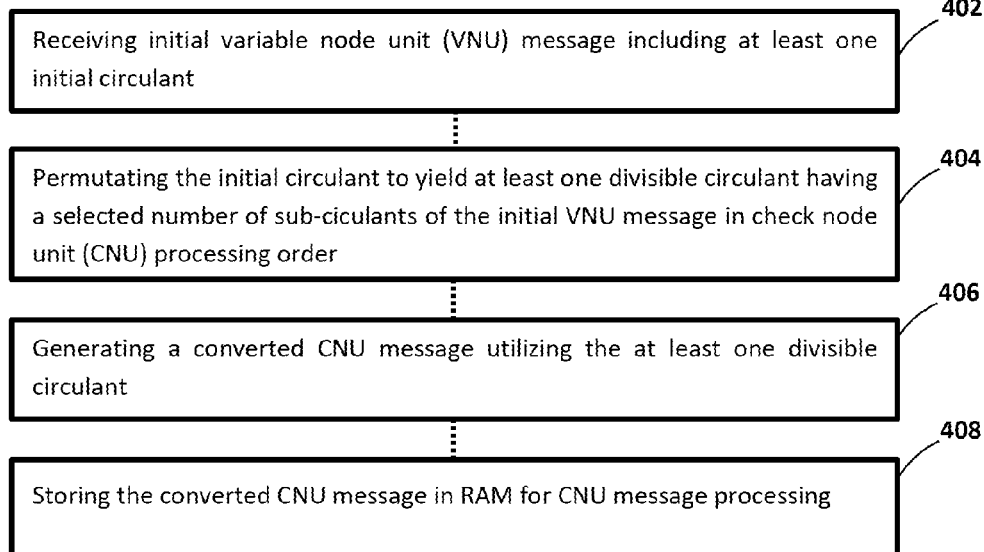 402
Receiving initial variable node unit (VNU) message including at least one
initial circulant
404
Permutating the initial circulant to yield at least one divisible circulant having
a selected number of sub-ciculants of the initial VNU message in check node
unit (CNU) processing order
406
Generating a converted CNU message utilizing the at least one divisible
circulant
408
Storing the converted CNU message in RAM for CNU message processing